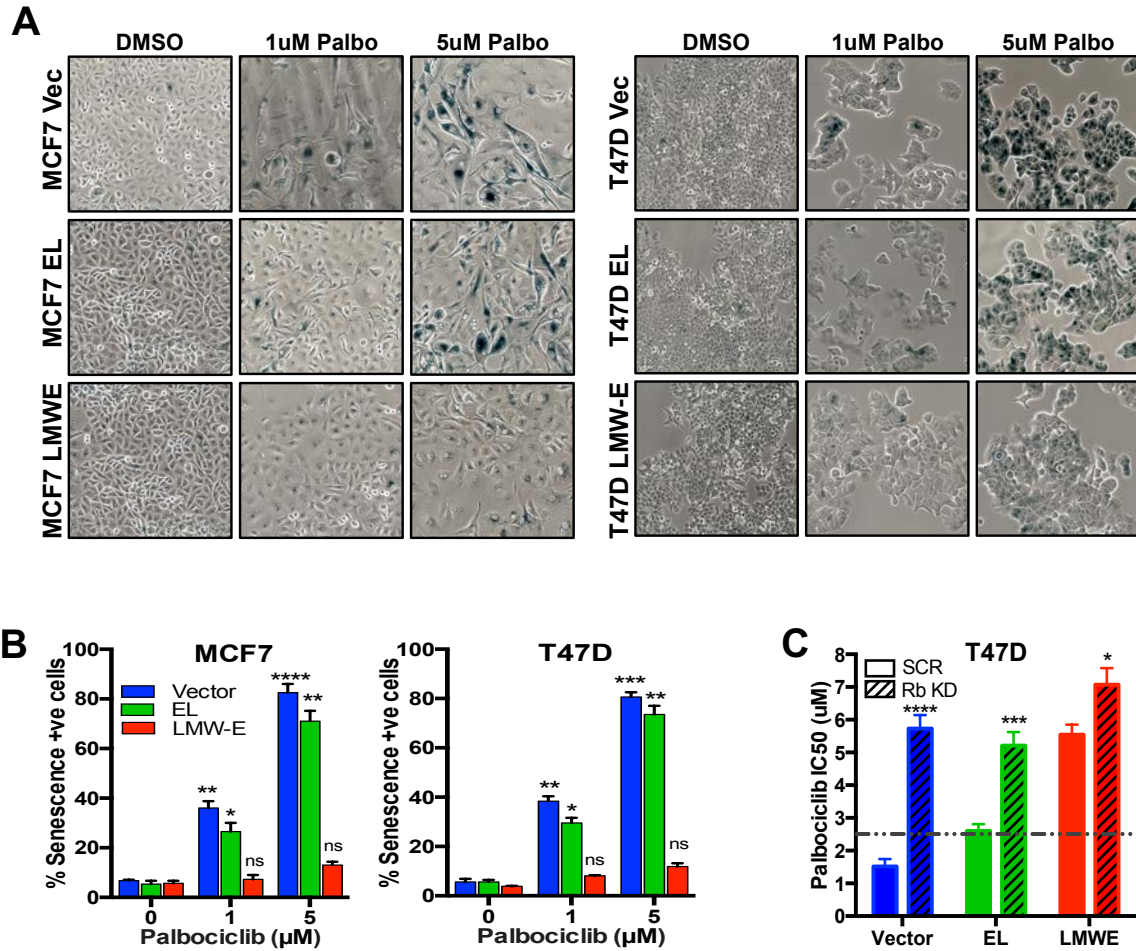 A
DMSO 1uM Palbo 5uM Palbo DMSO 1uM Palbo 5uM Palbo
MCF7 Vec
T47D Vec
MCF7 EL
T47D EL
MCF7 LMWE
T47D LMW-E
B
MCF7
% Senescence +ve cells
100
80
60
40
20
0
Vector
EL
LMW-E
** * ns
**** ** ns
0 1 5
Palbociclib (µM)
T47D
% Senescence +ve cells
100
80
60
40
20
0
** * ns
*** ** ns
0 1 5
Palbociclib (µM)
C
T47D
Palbociclib IC50 (uM)
8
7
6
5
4
3
2
1
0
SCR
Rb KD
**** *** *
Vector EL LMWE